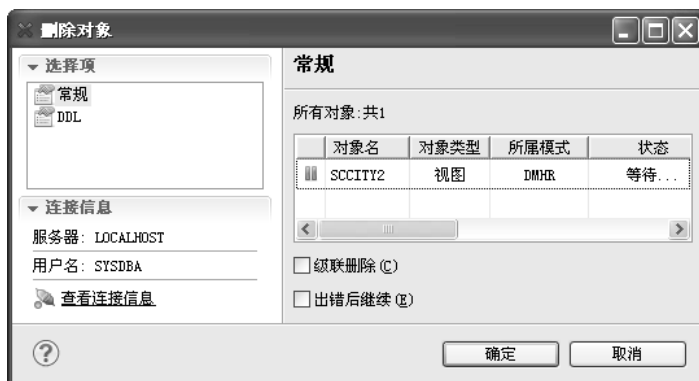 删除对象
选择项
常规
DDL
连接信息
服务器: LOCALHOST
用户名: SYSDBA
查看连接信息
常规
所有对象:共1
对象名 对象类型 所属模式 状态
SCCITY2 视图 DMHR 等待...
级联删除(C)
出错后继续(E)
确定 取消